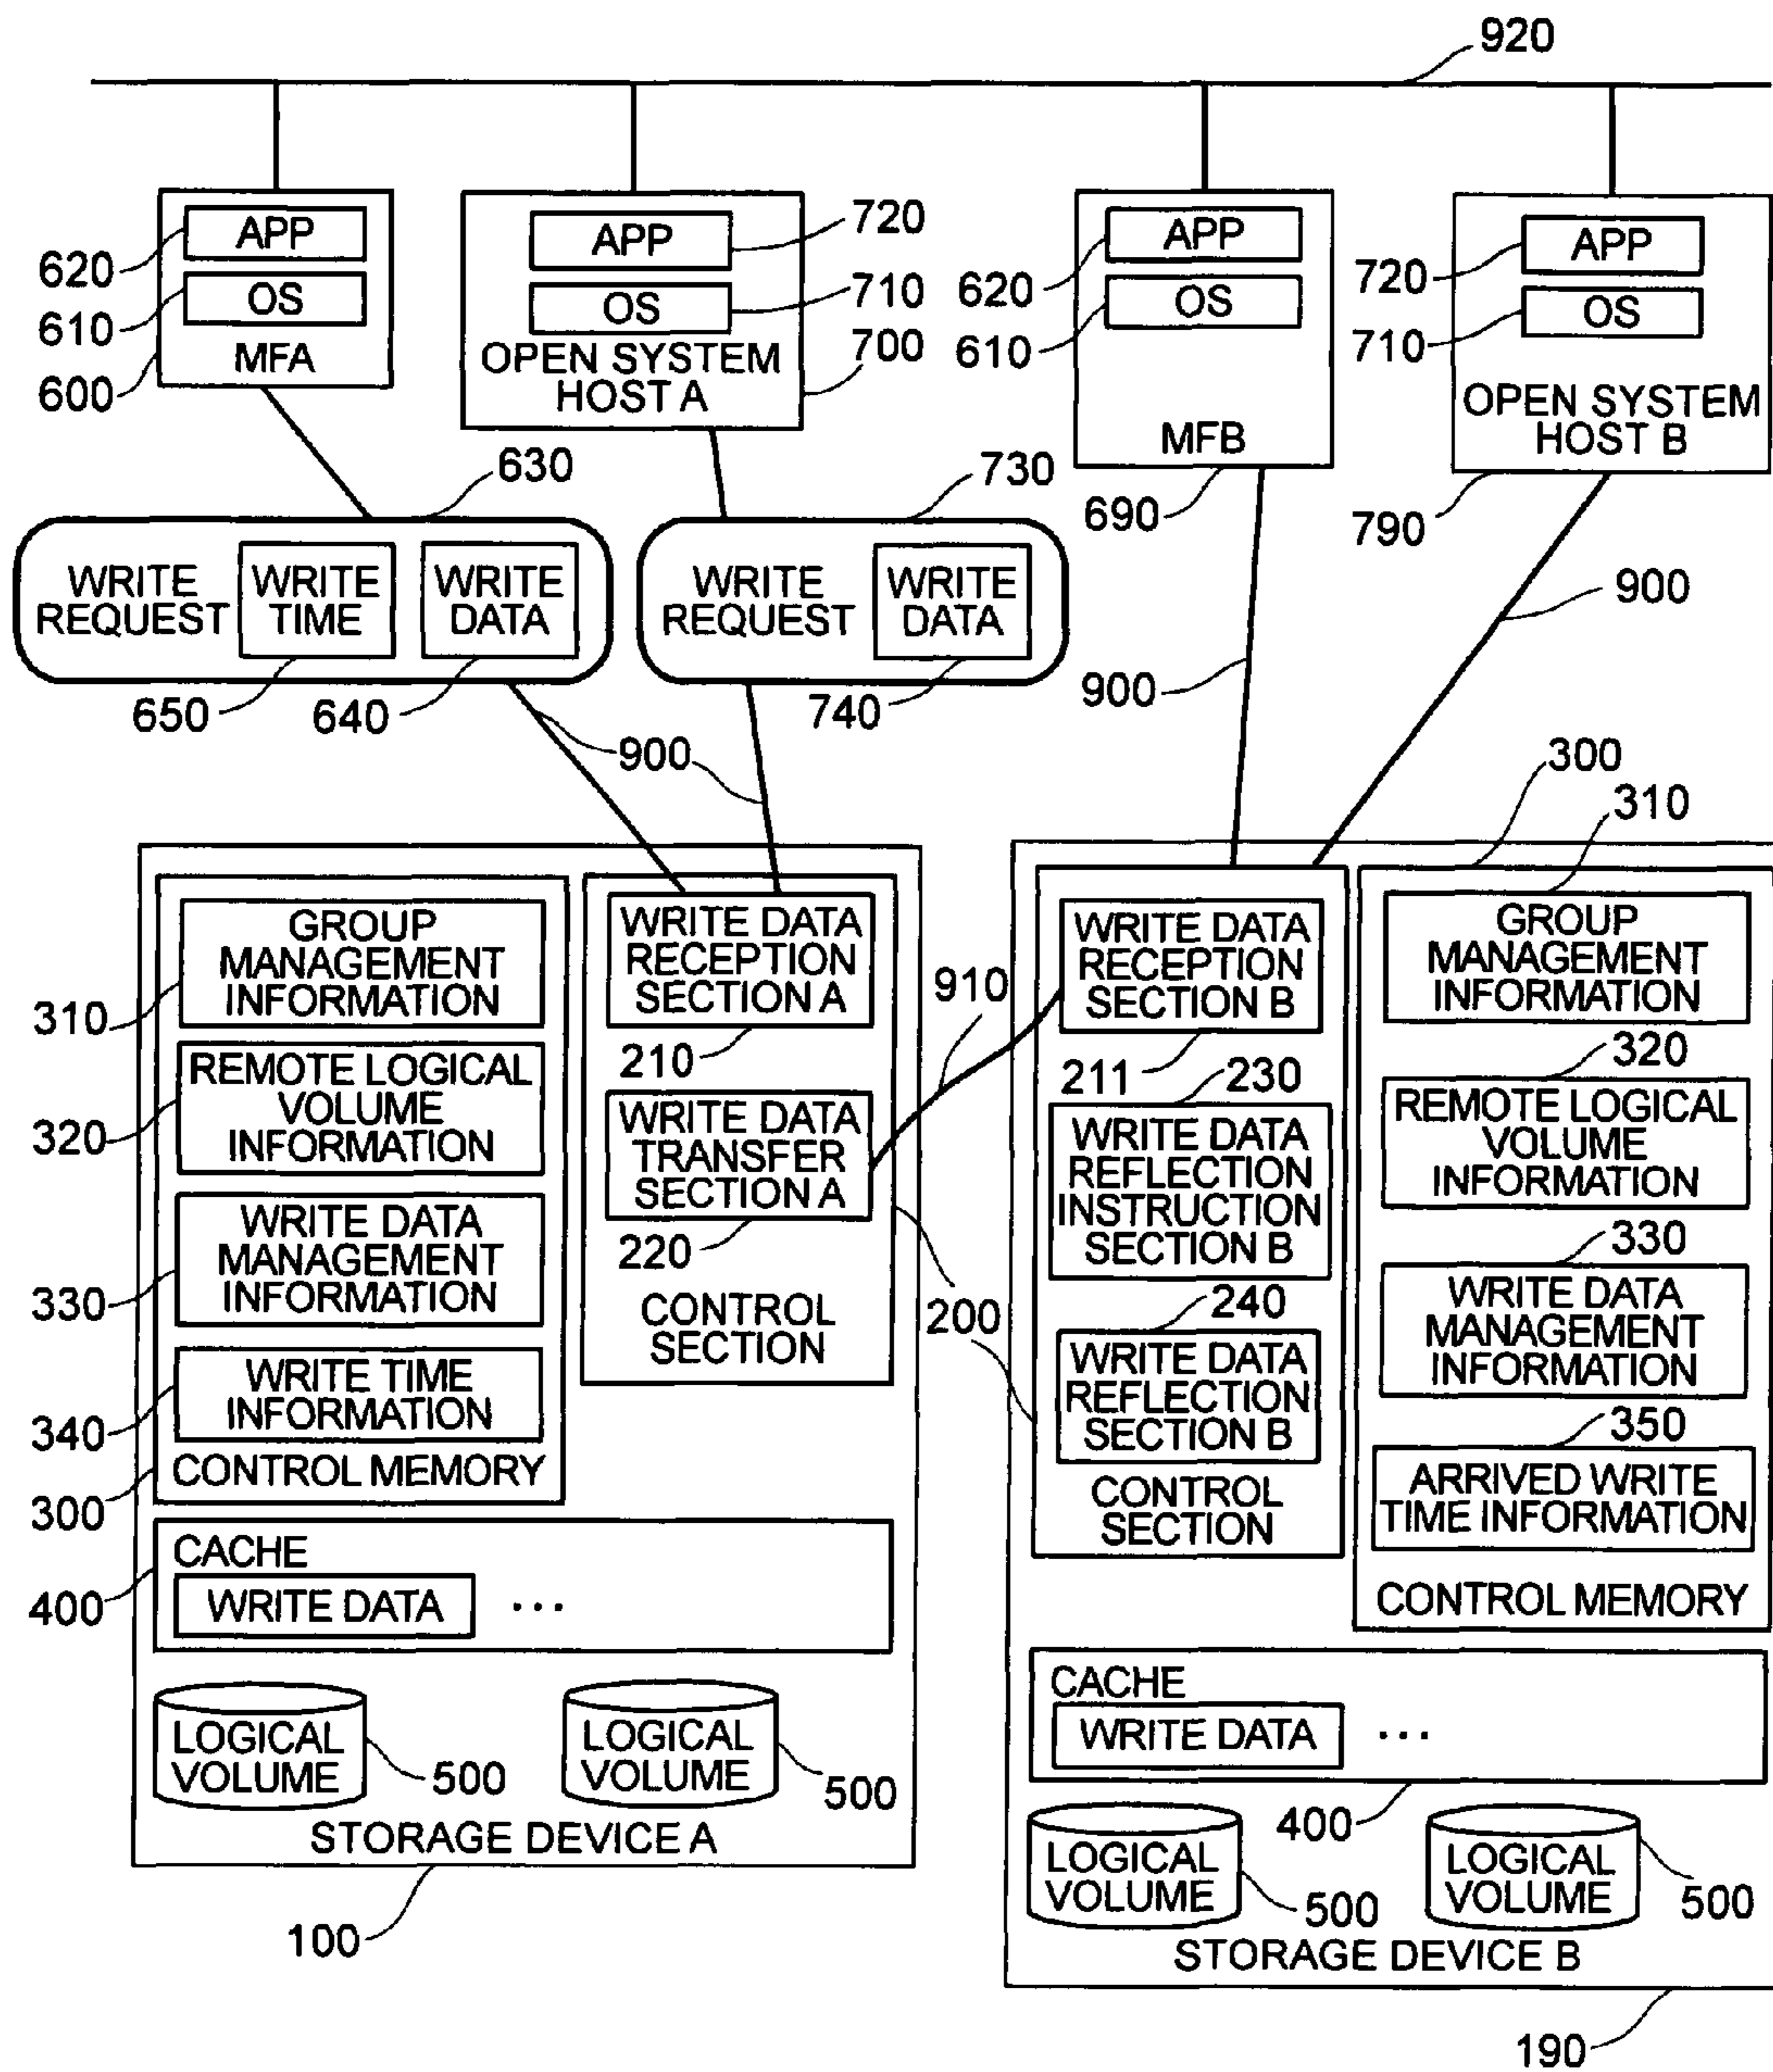 920
APP
620
OS
610
MFA
600
APP
720
OS
710
OPEN SYSTEM
HOST A
700
APP
620
OS
610
MFB
690
APP
720
OS
710
OPEN SYSTEM
HOST B
790
630
WRITE
REQUEST
WRITE
TIME
WRITE
DATA
650
640
730
WRITE
REQUEST
WRITE
DATA
740
900
900
900
GROUP
MANAGEMENT
INFORMATION
310
REMOTE LOGICAL
VOLUME
INFORMATION
320
WRITE DATA
MANAGEMENT
INFORMATION
330
WRITE TIME
INFORMATION
340
CONTROL MEMORY
300
WRITE DATA
RECEPTION
SECTION A
210
WRITE DATA
TRANSFER
SECTION A
220
CONTROL
SECTION
200
910
CACHE
WRITE DATA
...
400
LOGICAL
VOLUME
500
LOGICAL
VOLUME
500
STORAGE DEVICE A
100
WRITE DATA
RECEPTION
SECTION B
211
230
WRITE DATA
REFLECTION
INSTRUCTION
SECTION B
240
WRITE DATA
REFLECTION
SECTION B
CONTROL
SECTION
300
310
GROUP
MANAGEMENT
INFORMATION
320
REMOTE LOGICAL
VOLUME
INFORMATION
330
WRITE DATA
MANAGEMENT
INFORMATION
350
ARRIVED WRITE
TIME INFORMATION
CONTROL MEMORY
CACHE
WRITE DATA
...
400
LOGICAL
VOLUME
500
LOGICAL
VOLUME
500
STORAGE DEVICE B
190